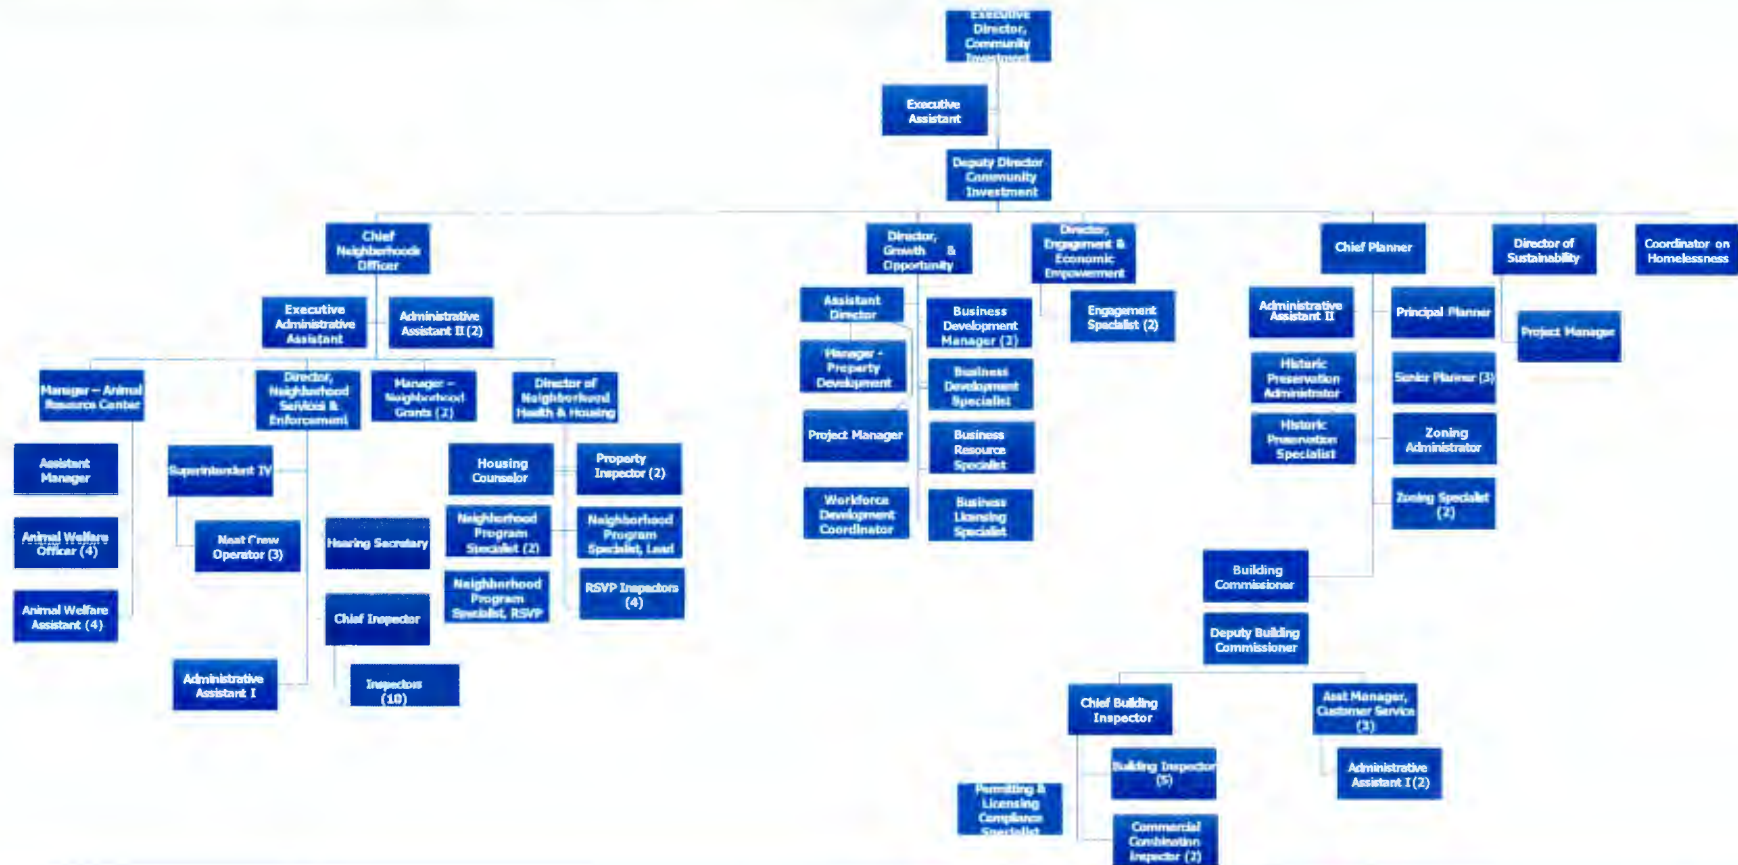 Executive
Director,
Community
Investment
Executive
Assistant
Deputy Director
Community
Investment
Chief
Neighborhoods
Officer
Director,
Growth &
Opportunity
Director,
Engagement &
Economic
Empowerment
Chief Planner
Director of
Sustainability
Coordinator on
Homelessness
Executive
Administrative
Assistant
Administrative
Assistant II (2)
Assistant
Director
Business
Development
Manager (2)
Engagement
Specialist (2)
Administrative
Assistant II
Principal Planner
Project Manager
Manager -
Property
Development
Business
Development
Specialist
Historic
Preservation
Administrator
Senior Planner (3)
Project Manager
Business
Resource
Specialist
Historic
Preservation
Specialist
Zoning
Administrator
Workforce
Development
Coordinator
Business
Licensing
Specialist
Zoning Specialist
(2)
Manager – Animal
Resource Center
Director,
Neighborhood
Services &
Enforcement
Manager –
Neighborhood
Grants (2)
Director of
Neighborhood
Health & Housing
Assistant
Manager
Superintendent IV
Housing
Counselor
Property
Inspector (2)
Animal Welfare
Officer (4)
Neat Crew
Operator (3)
Hearing Secretary
Neighborhood
Program
Specialist (2)
Neighborhood
Program
Specialist, Lead
Animal Welfare
Assistant (4)
Chief Inspector
Neighborhood
Program
Specialist, RSVP
RSVP Inspectors
(4)
Administrative
Assistant I
Inspectors
(10)
Building
Commissioner
Deputy Building
Commissioner
Chief Building
Inspector
Asst Manager,
Customer Service
(3)
Building Inspector
(5)
Administrative
Assistant I (2)
Permitting &
Licensing
Compliance
Specialist
Commercial
Combination
Inspector (2)